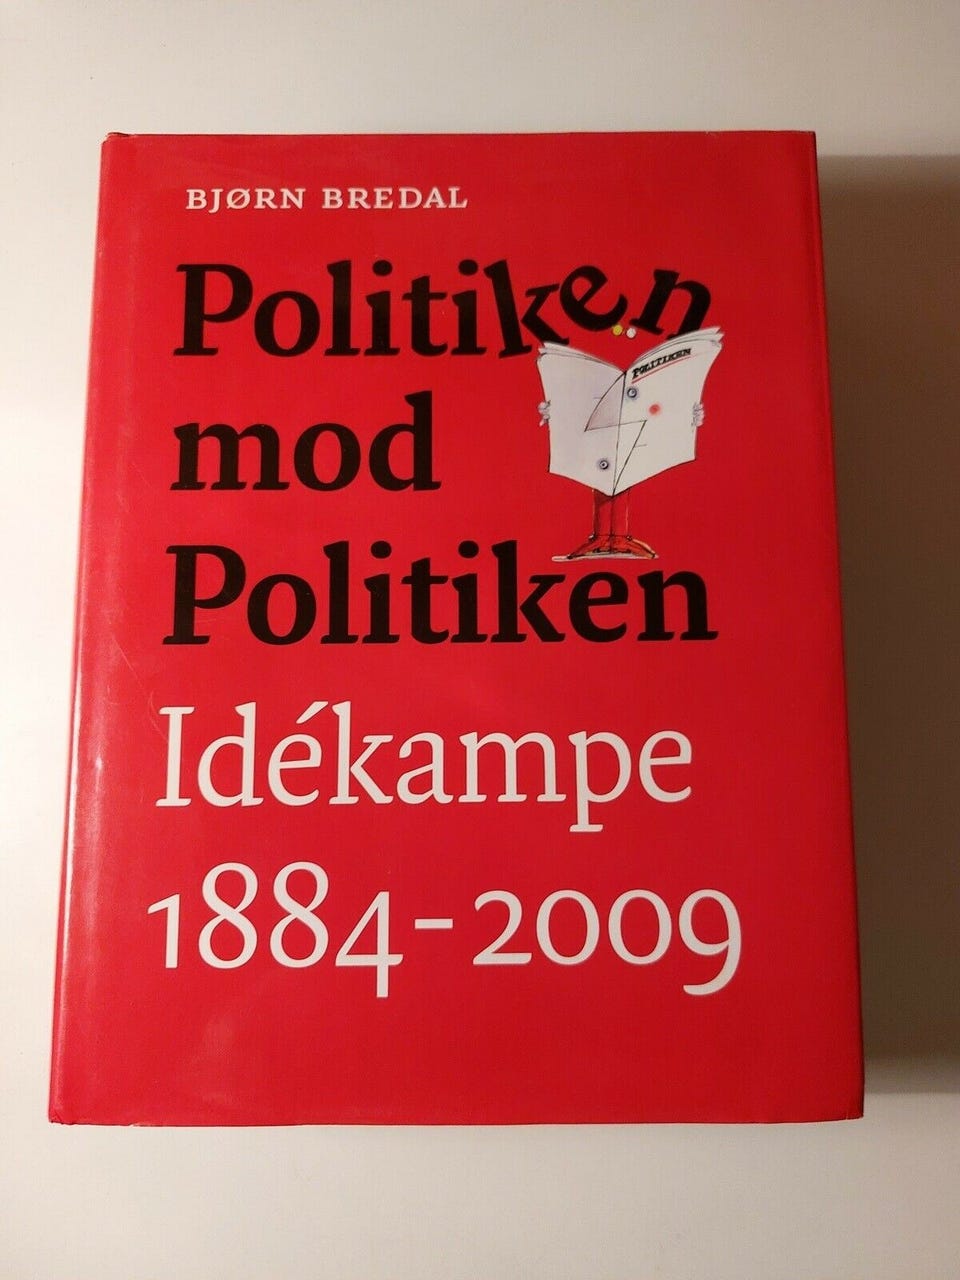 BJØRN BREDAL
Politiken
POLITIKEN
mod
Politiken
Idékampe
1884-2009